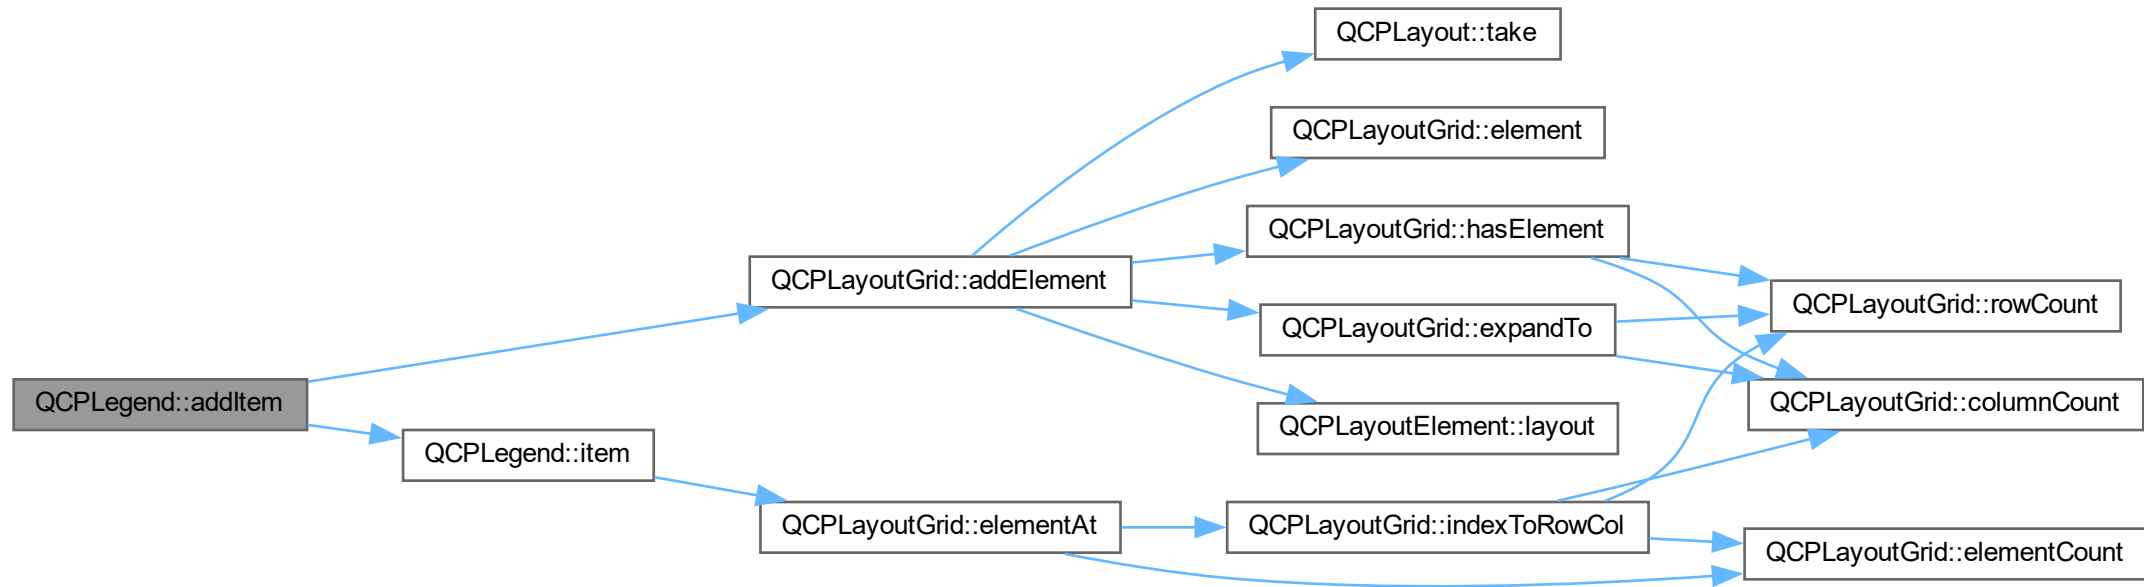 QCPLayout::take
QCPLayoutGrid::element
QCPLayoutGrid::hasElement
QCPLayoutGrid::addElement
QCPLayoutGrid::rowCount
QCPLayoutGrid::expandTo
QCPLegend::addItem
QCPLayoutGrid::columnCount
QCPLayoutElement::layout
QCPLegend::item
QCPLayoutGrid::elementAt
QCPLayoutGrid::indexToRowCol
QCPLayoutGrid::elementCount